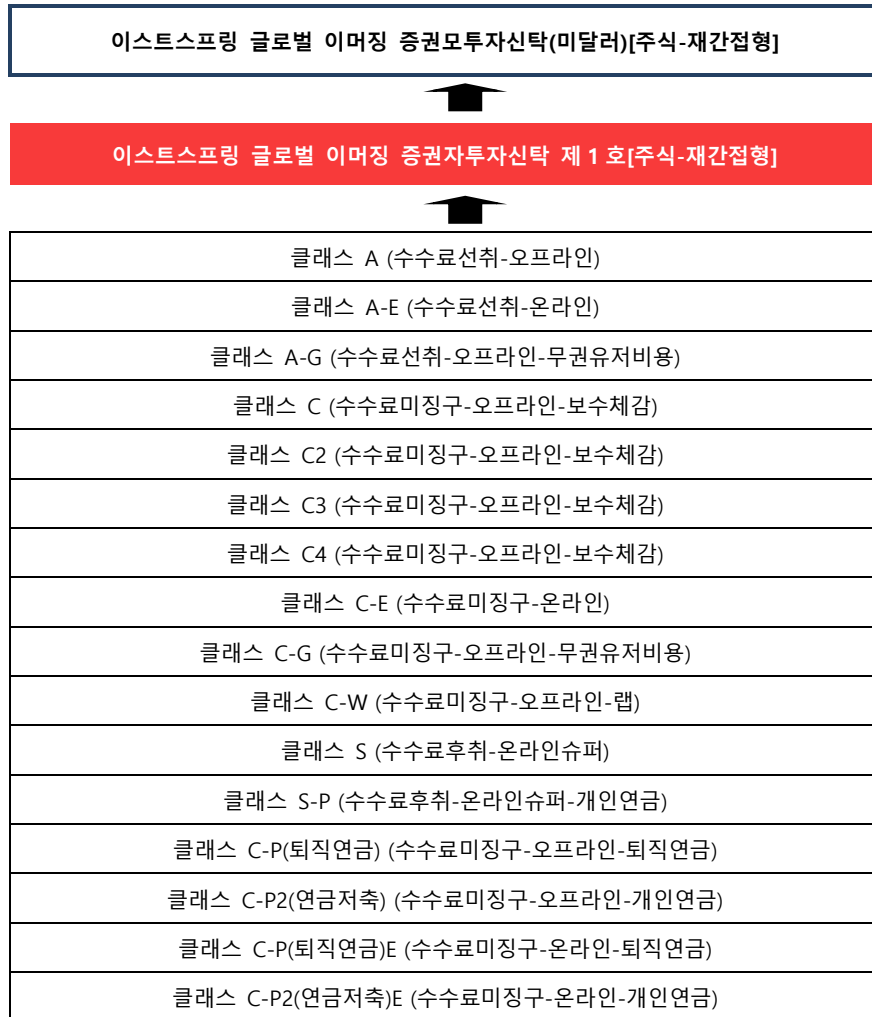 이스트스프링 글로벌 이머징 증권모투자신탁(미달러)[주식-재간접형]
이스트스프링 글로벌 이머징 증권자투자신탁 제 1 호[주식-재간접형]
클래스 A (수수료선취-오프라인)
클래스 A-E (수수료선취-온라인)
클래스 A-G (수수료선취-오프라인-무권유저비용)
클래스 C (수수료미징구-오프라인-보수체감)
클래스 C2 (수수료미징구-오프라인-보수체감)
클래스 C3 (수수료미징구-오프라인-보수체감)
클래스 C4 (수수료미징구-오프라인-보수체감)
클래스 C-E (수수료미징구-온라인)
클래스 C-G (수수료미징구-오프라인-무권유저비용)
클래스 C-W (수수료미징구-오프라인-랩)
클래스 S (수수료후취-온라인슈퍼)
클래스 S-P (수수료후취-온라인슈퍼-개인연금)
클래스 C-P(퇴직연금) (수수료미징구-오프라인-퇴직연금)
클래스 C-P2(연금저축) (수수료미징구-오프라인-개인연금)
클래스 C-P(퇴직연금)E (수수료미징구-온라인-퇴직연금)
클래스 C-P2(연금저축)E (수수료미징구-온라인-개인연금)